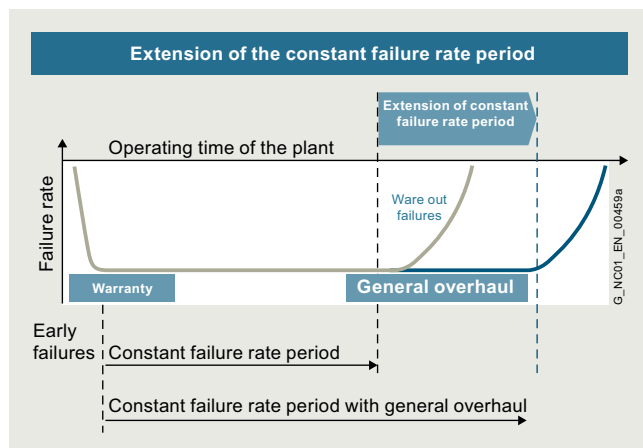 Extension of the constant failure rate period
Extension of constant
failure rate period
Operating time of the plant
Failure rate
Ware out
failures
G_NC01_EN_00459a
Warranty
General overhaul
Early
failures
Constant failure rate period
Constant failure rate period with general overhaul